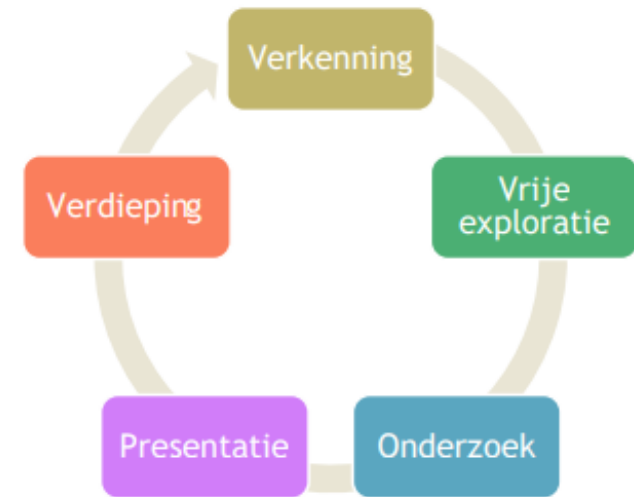 Verkenning
Vrije
exploratie
Onderzoek
Presentatie
Verdieping